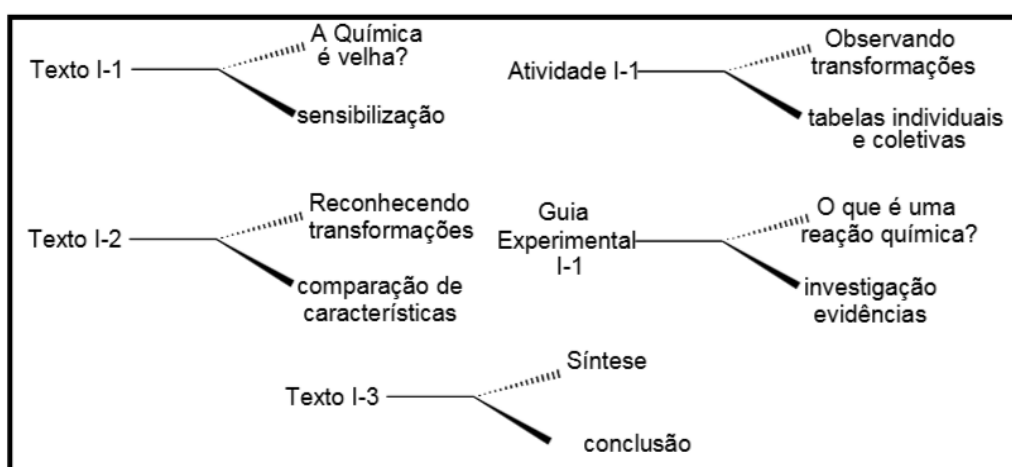 Texto I-1
A Química
é velha?
sensibilização
Atividade I-1
Observando
transformações
tabelas individuais
e coletivas
Texto I-2
Reconhecendo
transformações
comparação de
características
Guia
Experimental
I-1
O que é uma
reação química?
investigação
evidências
Texto I-3
Síntese
conclusão